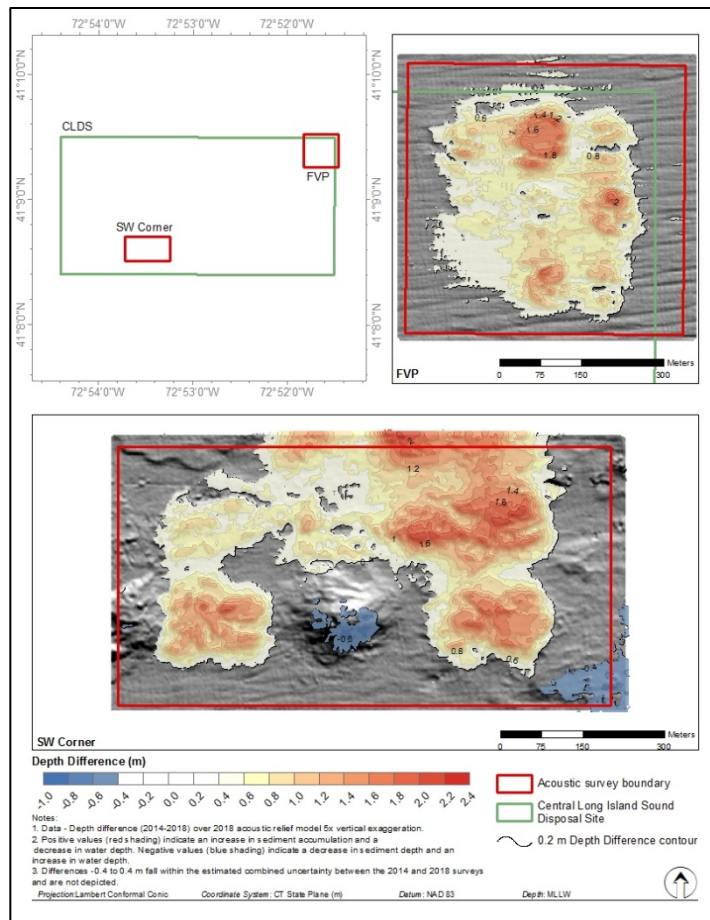 72°54'0"W 72°53'0"W 72°52'0"W
41°10'0"N
41°9'0"N
41°8'0"N
CLDS
FVP
SW Corner
72°54'0"W 72°53'0"W 72°52'0"W
41°10'0"N
41°9'0"N
41°8'0"N
0.6
1.4
1.6
1.8
0.8
2
Meters
0 75 150 300
FVP
2
1.2
1.4
1.8
1
1.6
-0.6
0.8
0.6
Meters
0 75 150 300
SW Corner
Depth Difference (m)
-1.0 -0.8 -0.6 -0.4 -0.2 0.0 0.2 0.4 0.6 0.8 1.0 1.2 1.4 1.6 1.8 2.0 2.2 2.4
Acoustic survey boundary
Central Long Island Sound
Disposal Site
0.2 m Depth Difference contour
Notes:
1. Data - Depth difference (2014-2018) over 2018 acoustic relief model 5x vertical exaggeration.
2. Positive values (red shading) indicate an increase in sediment accumulation and a
decrease in water depth. Negative values (blue shading) indicate a decrease in sediment depth and an
increase in water depth.
3. Differences -0.4 to 0.4 m fall within the estimated combined uncertainty between the 2014 and 2018 surveys
and are not depicted.
Projection: Lambert Conformal Conic Coordinate System: CT State Plane (m) Datum: NAD 83 Depth: MLLW